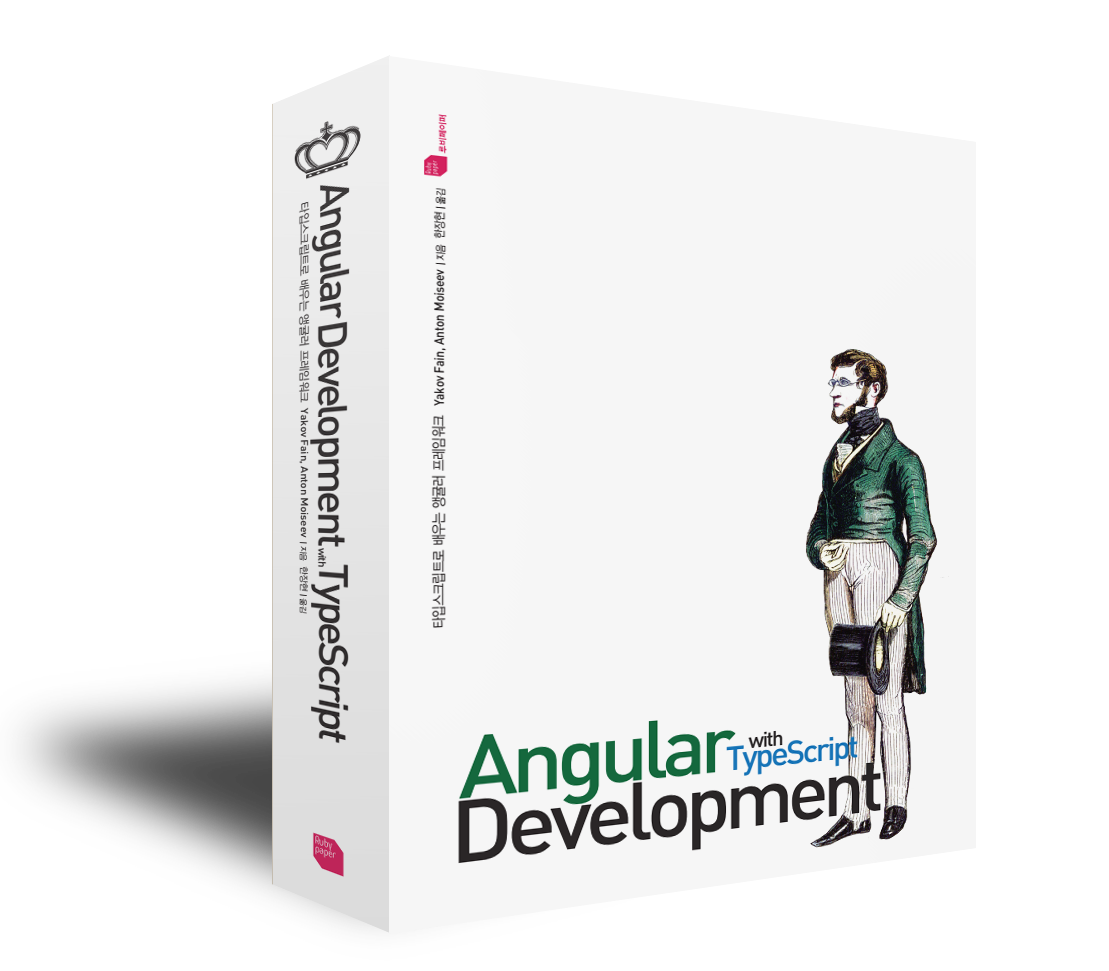 Angular Development with TypeScript
타입스크립트로 배우는 앵귤러 프레임워크 Yakov Fain, Anton Moiseev | 지음 한장현 | 옮김
Ruby paper
타입스크립트로 배우는 앵귤러 프레임워크 Yakov Fain, Anton Moiseev | 지음 한장현 | 옮김
루비페이퍼
Angular with
TypeScript
Development